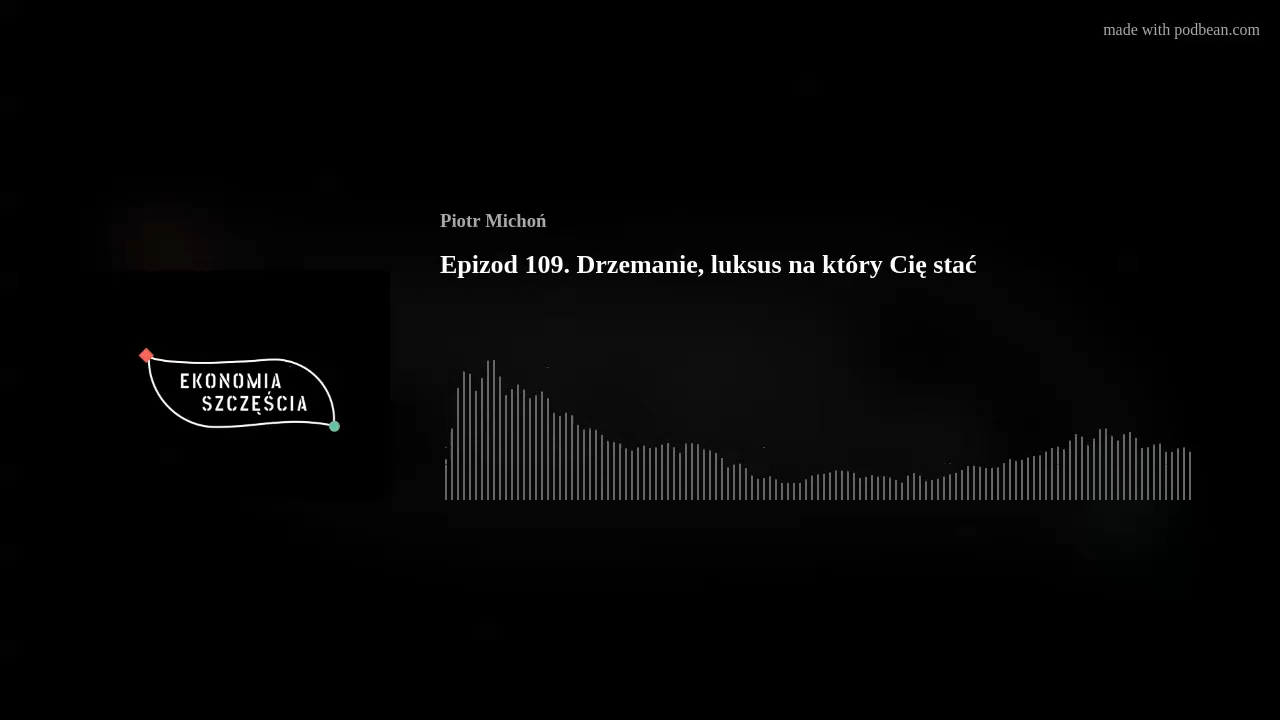 made with podbean.com
Piotr Michoń
Epizod 109. Drzemanie, luksus na który Cię stać
EKONOMIA
SZCZĘŚCIA